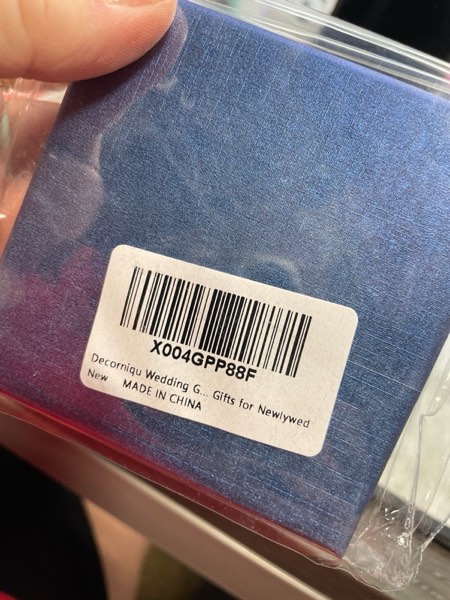 X004GPP88F
Decorniqu Wedding G... Gifts for Newlywed
New MADE IN CHINA